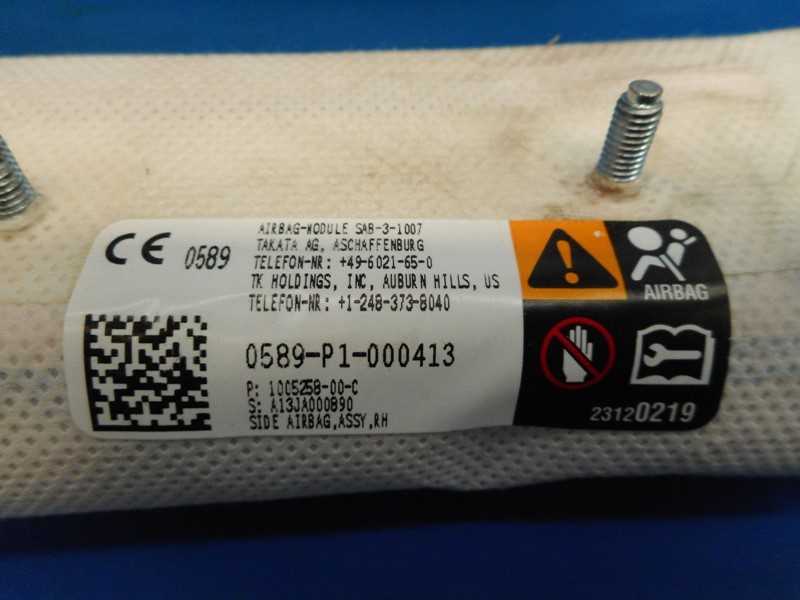 CE 0589
AIRBAG-MODULE SAB-3-1007
TAKATA AG, ASCHAFFENBURG
TELEFON-NR: +49-6021-65-0
TK HOLDINGS, INC, AUBURN HILLS, US
TELEFON-NR: +1-248-373-8040
0589-P1-000413
P: 1005258-00-C
S: A13JA000890
SIDE AIRBAG,ASSY,RH
AIRBAG
23120219